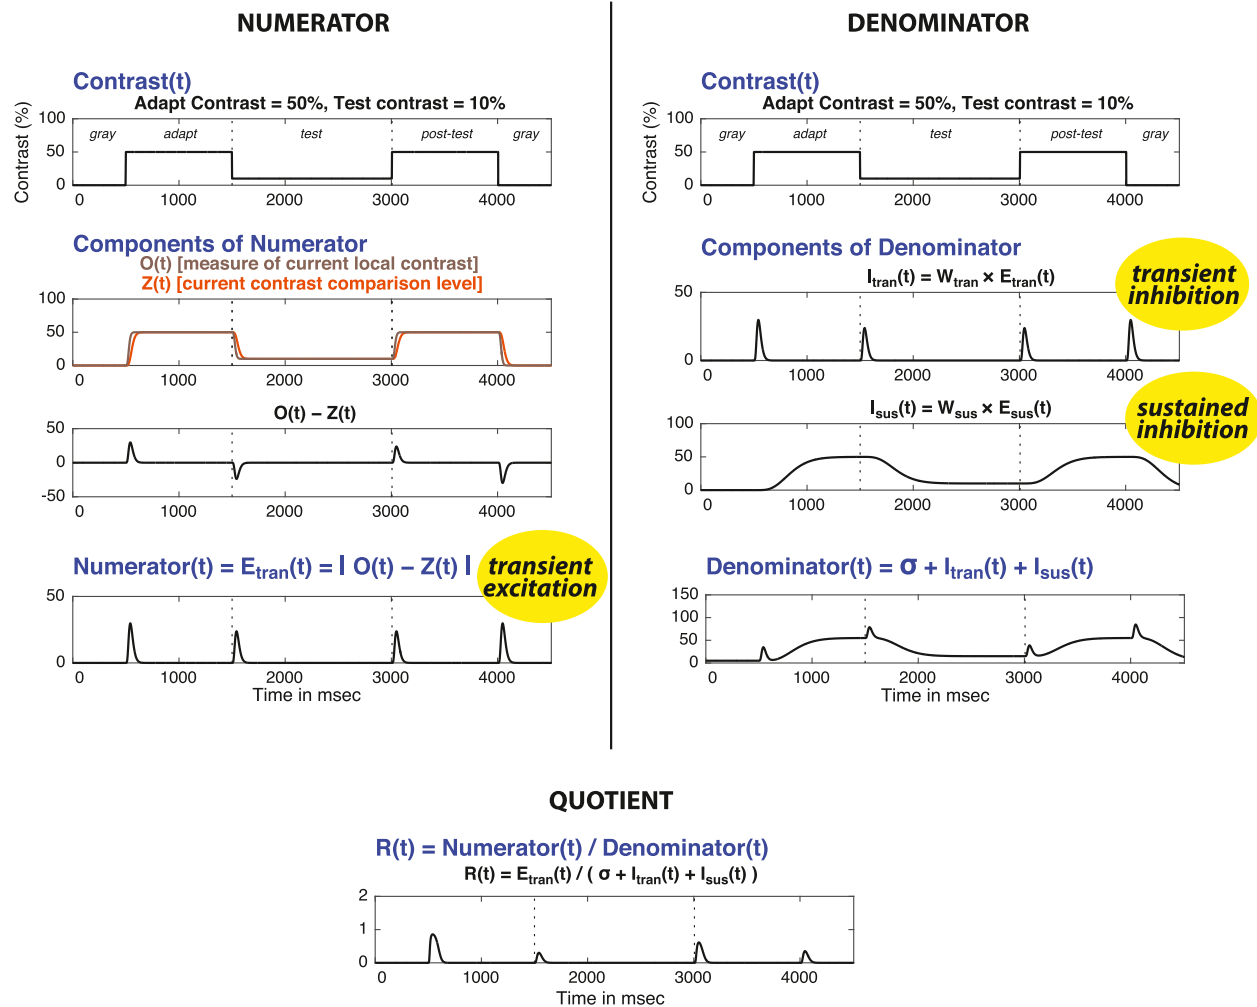 NUMERATOR
Contrast(t)
Adapt Contrast = 50%, Test contrast = 10%
Contrast (%)
100
50
0
gray adapt test post-test gray
0 1000 2000 3000 4000
Components of Numerator
O(t) [measure of current local contrast]
Z(t) [current contrast comparison level]
100
50
0
0 1000 2000 3000 4000
O(t) − Z(t)
50
0
-50
0 1000 2000 3000 4000
Numerator(t) = Etran(t) = | O(t) − Z(t) |
transient
excitation
50
0
0 1000 2000 3000 4000
Time in msec
DENOMINATOR
Contrast(t)
Adapt Contrast = 50%, Test contrast = 10%
Contrast (%)
100
50
0
gray adapt test post-test gray
0 1000 2000 3000 4000
Components of Denominator
Itran(t) = Wtran × Etran(t)
transient
inhibition
50
0
0 1000 2000 3000 4000
Isus(t) = Wsus × Esus(t)
sustained
inhibition
100
50
0
0 1000 2000 3000 4000
Denominator(t) = σ + Itran(t) + Isus(t)
150
100
50
0
0 1000 2000 3000 4000
Time in msec
QUOTIENT
R(t) = Numerator(t) / Denominator(t)
R(t) = Etran(t) / ( σ + Itran(t) + Isus(t) )
2
1
0
0 1000 2000 3000 4000
Time in msec